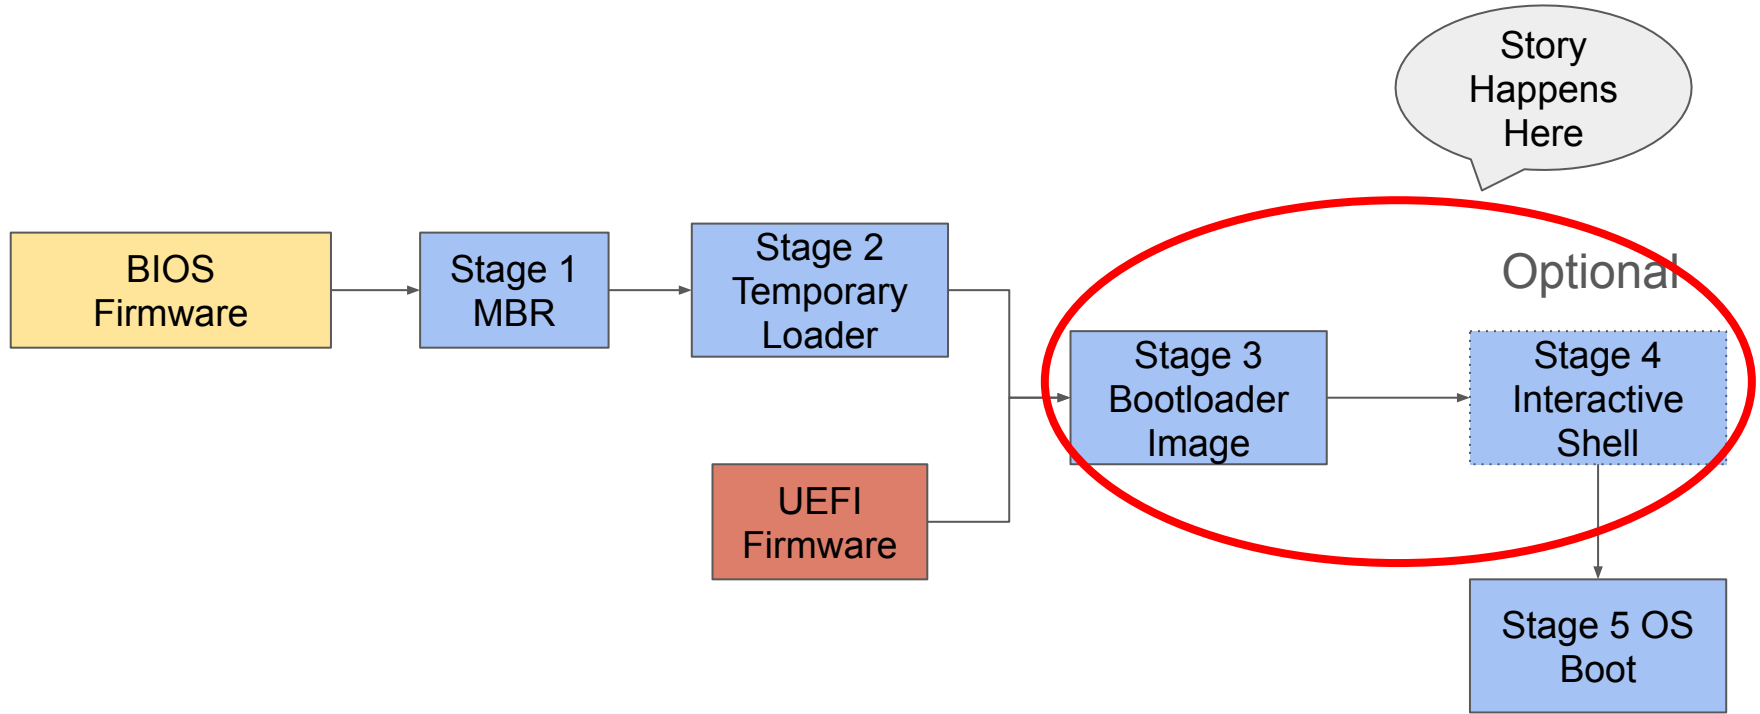 Story
Happens
Here
BIOS
Firmware
Stage 1
MBR
Stage 2
Temporary
Loader
Optional
Stage 3
Bootloader
Image
Stage 4
Interactive
Shell
UEFI
Firmware
Stage 5 OS
Boot